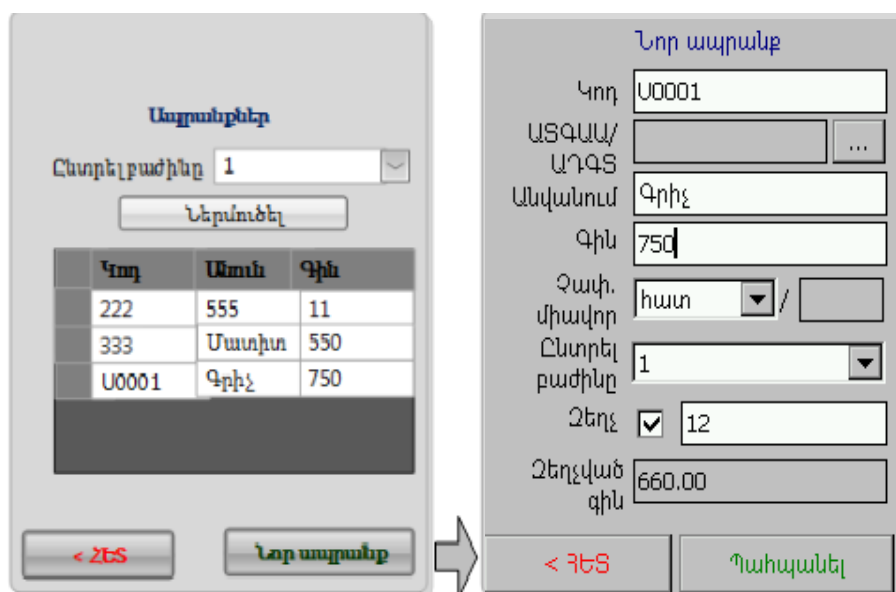 Ապրանքներ
Ընտրել բաժինը 1
Ներմուծել
Կոդ Անուն Գին
222 555 11
333 Մատիտ 550
Ս0001 Գրիչ 750
< ՀԵՏ Նոր ապրանք
Նոր ապրանք
Կոդ Ս0001
ԱՏԳԱԱ/
ԱԴԳՏ ...
Անվանում Գրիչ
Գին 750
Չափ.
միավոր հատ /
Ընտրել
բաժինը 1
Զեղչ 12
Զեղչված
գին 660.00
< ՀԵՏ Պահպանել